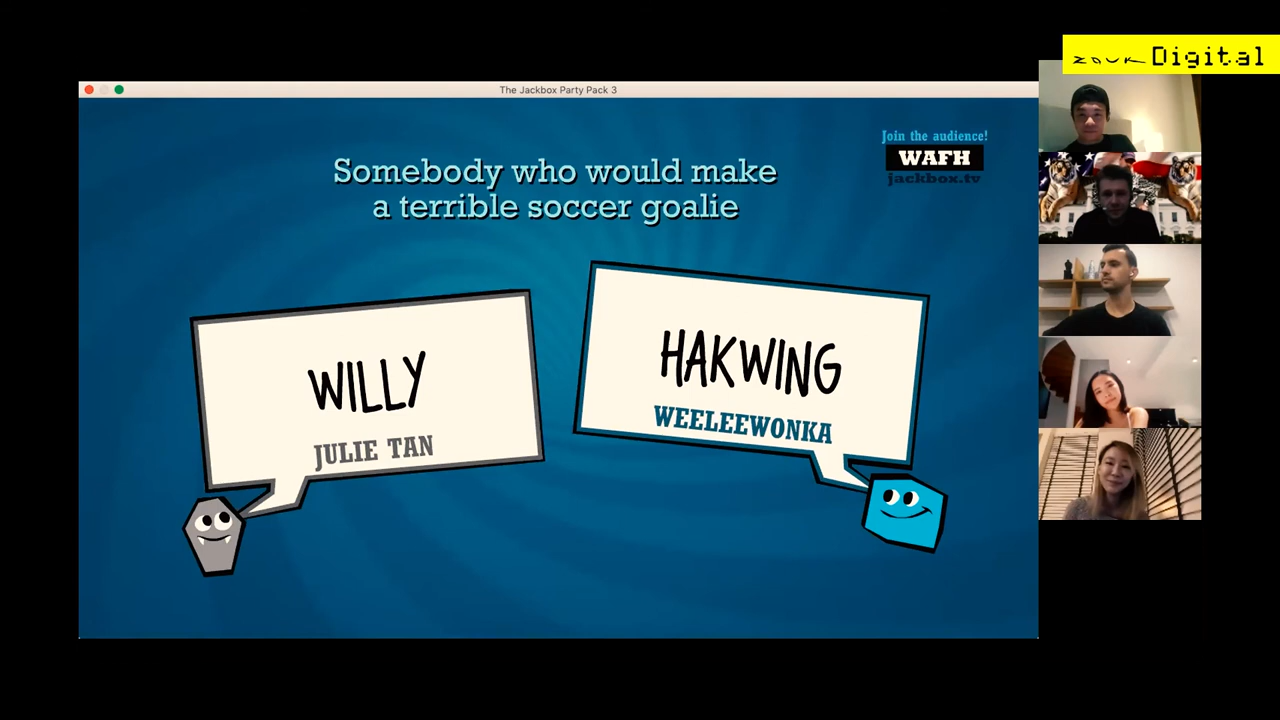 zouk Digital
The Jackbox Party Pack 3
Join the audience!
WAFH
jackbox.tv
Somebody who would make
a terrible soccer goalie
WILLY
JULIE TAN
HAKWING
WEELEEWONKA